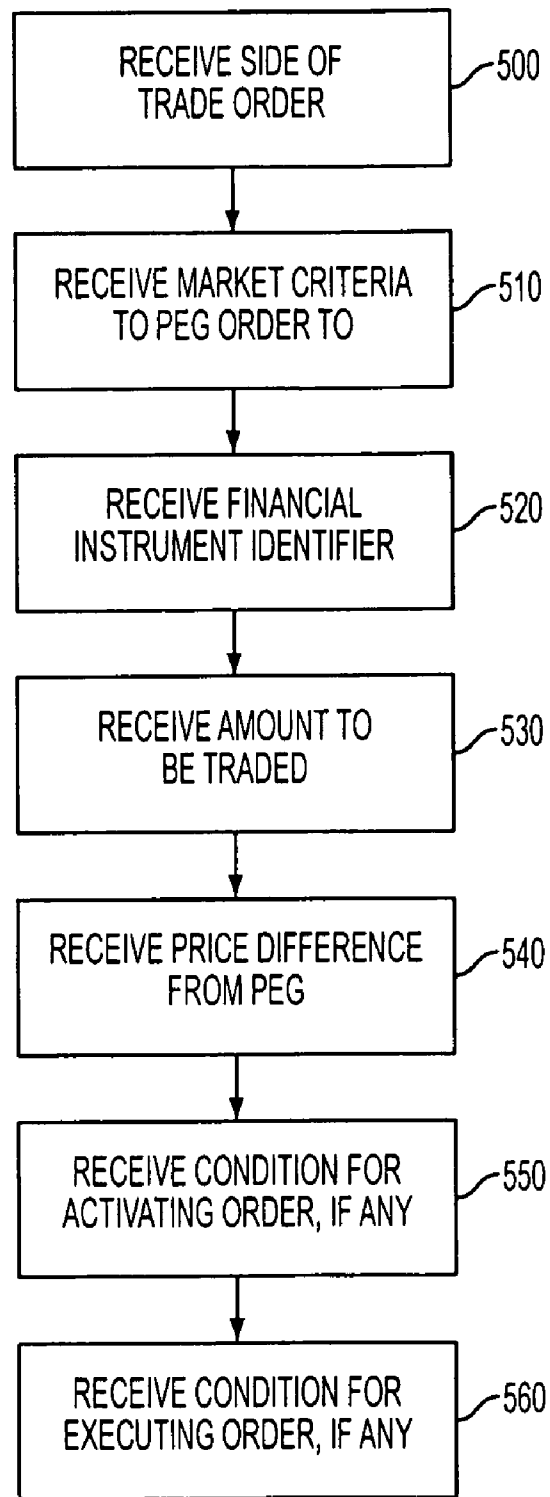 RECEIVE SIDE OF
TRADE ORDER
500
RECEIVE MARKET CRITERIA
TO PEG ORDER TO
510
RECEIVE FINANCIAL
INSTRUMENT IDENTIFIER
520
RECEIVE AMOUNT TO
BE TRADED
530
RECEIVE PRICE DIFFERENCE
FROM PEG
540
RECEIVE CONDITION FOR
ACTIVATING ORDER, IF ANY
550
RECEIVE CONDITION FOR
EXECUTING ORDER, IF ANY
560